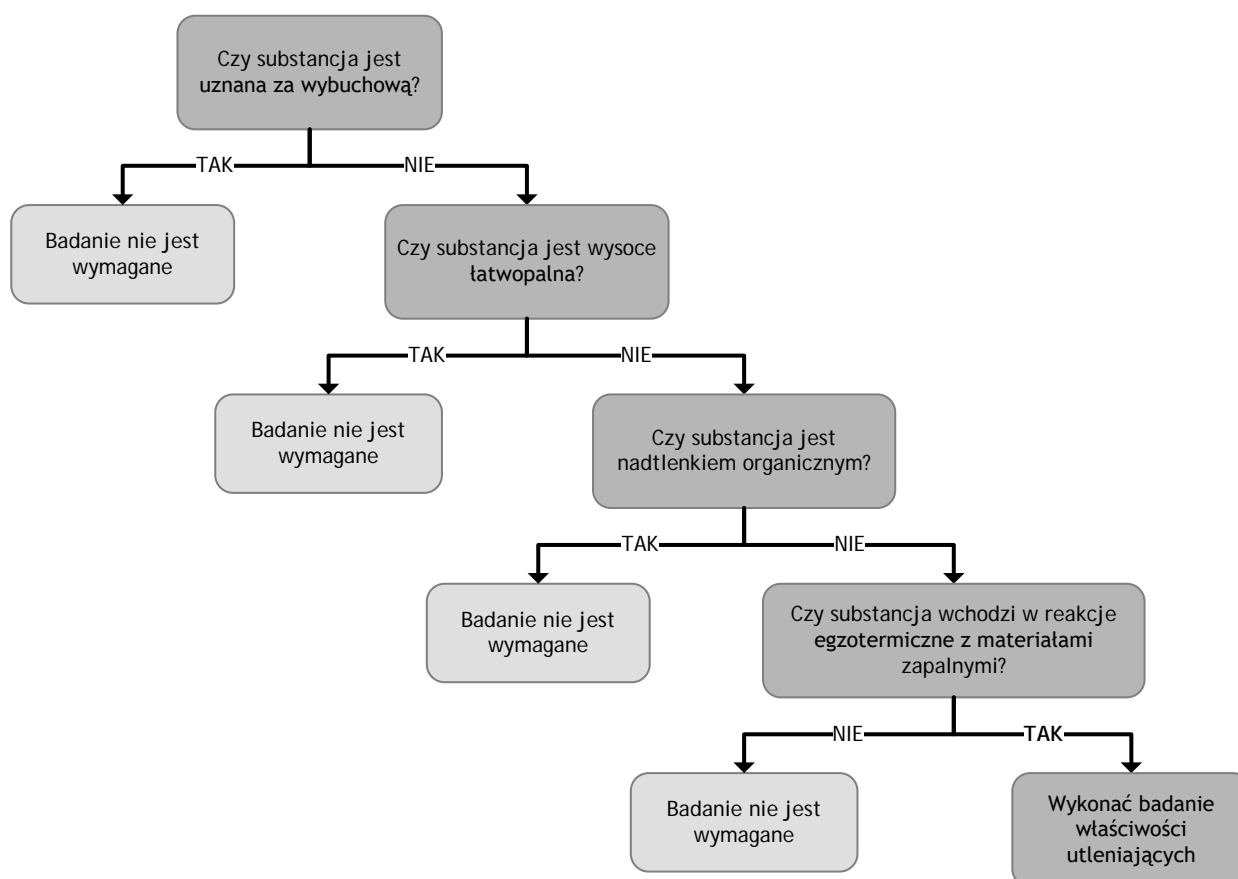 Czy substancja jest
uznana za wybuchową?
TAK
NIE
Badanie nie jest
wymagane
Czy substancja jest wysoce
łatwopalna?
TAK
NIE
Badanie nie jest
wymagane
Czy substancja jest
nadtlenkiem organicznym?
TAK
NIE
Badanie nie jest
wymagane
Czy substancja wchodzi w reakcje
egzotermiczne z materiałami
zapalnymi?
NIE
TAK
Badanie nie jest
wymagane
Wykonać badanie
właściwości
utleniających